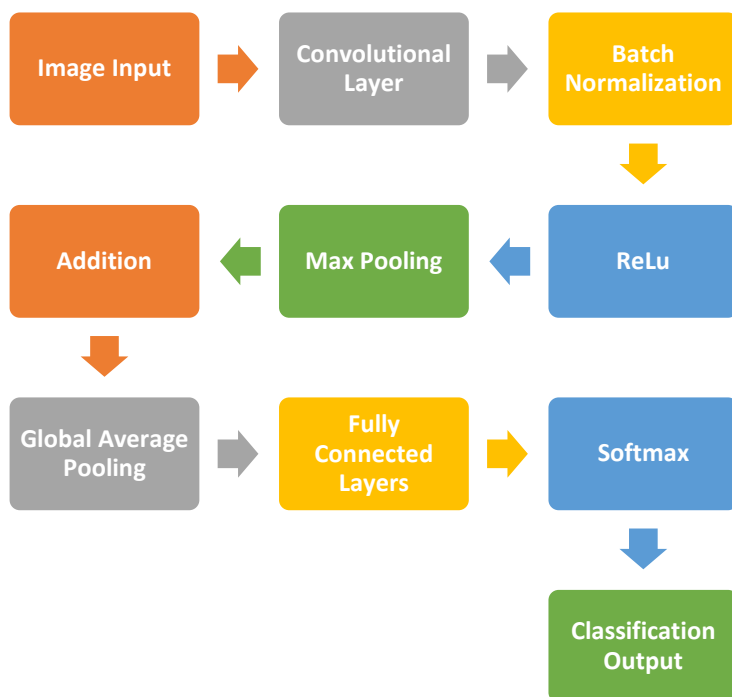 Image Input
Convolutional
Layer
Batch
Normalization
ReLu
Max Pooling
Addition
Global Average
Pooling
Fully
Connected
Layers
Softmax
Classification
Output